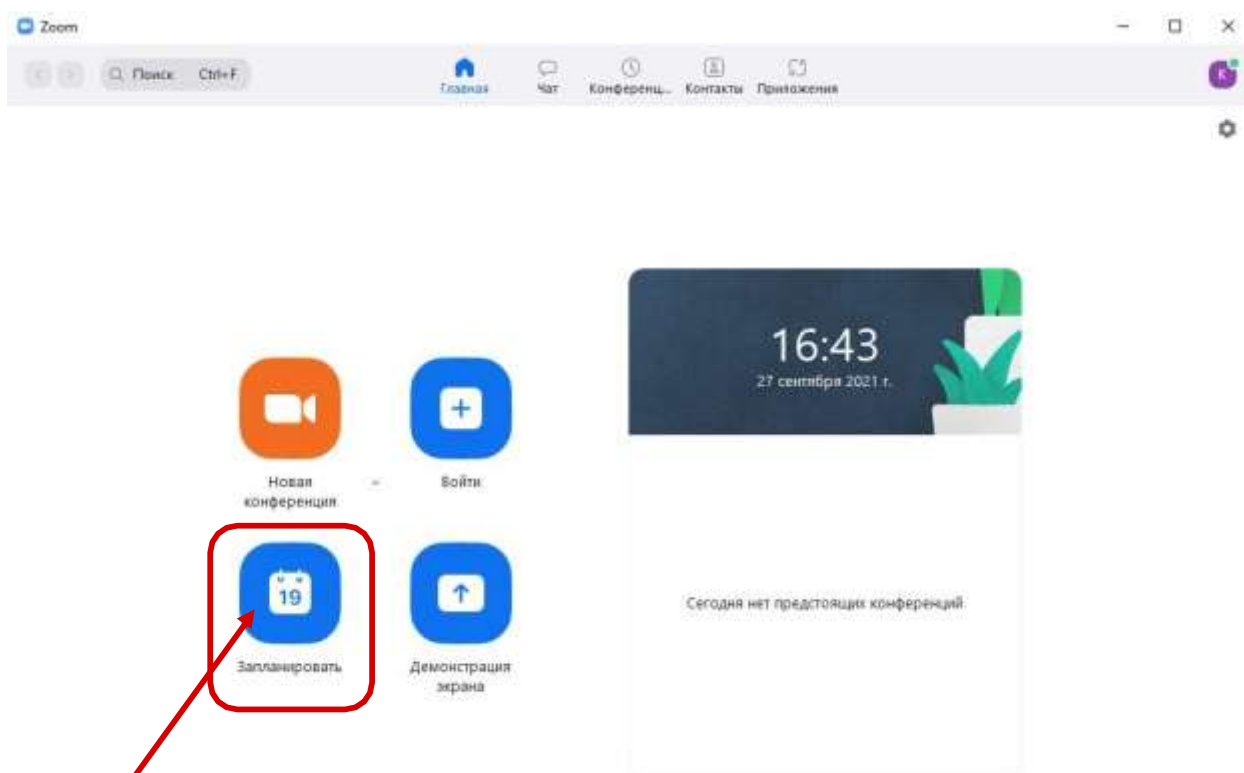 Zoom
Поиск Ctrl+F
Главная
Чат
Конференц...
Контакты
Приложения
К
16:43
27 сентября 2021 г.
Новая
конференция
Войти
19
Запланировать
Демонстрация
экрана
Сегодня нет предстоящих конференций